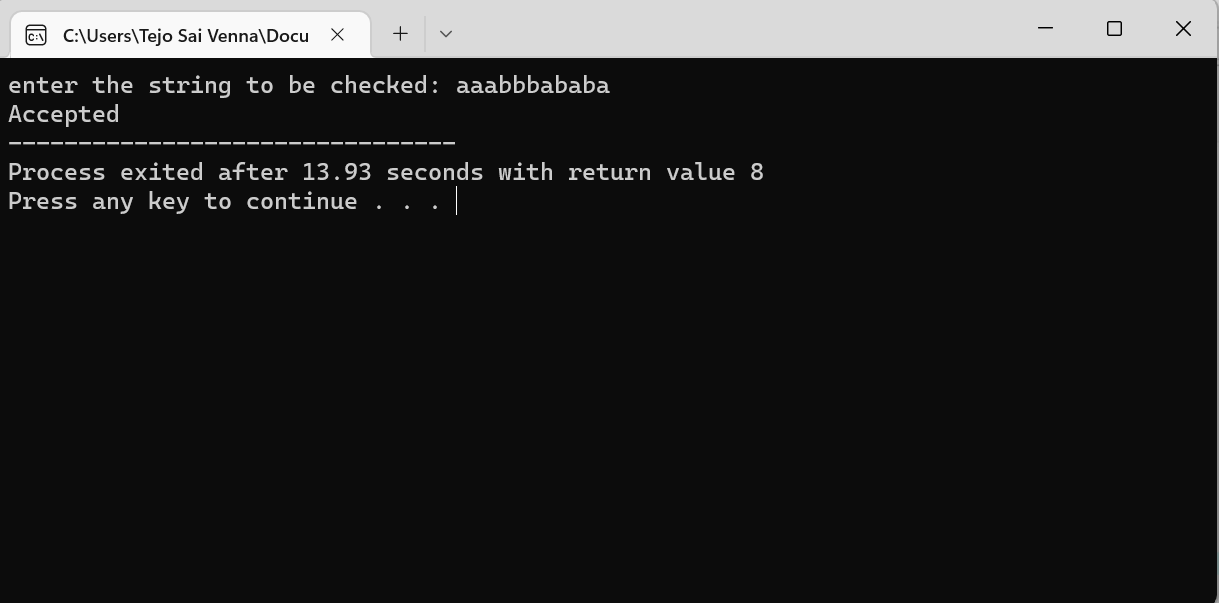 C:\Users\Tejo Sai Venna\Docu
enter the string to be checked: aaabbbababa
Accepted
--------------------------------
Process exited after 13.93 seconds with return value 8
Press any key to continue . . .